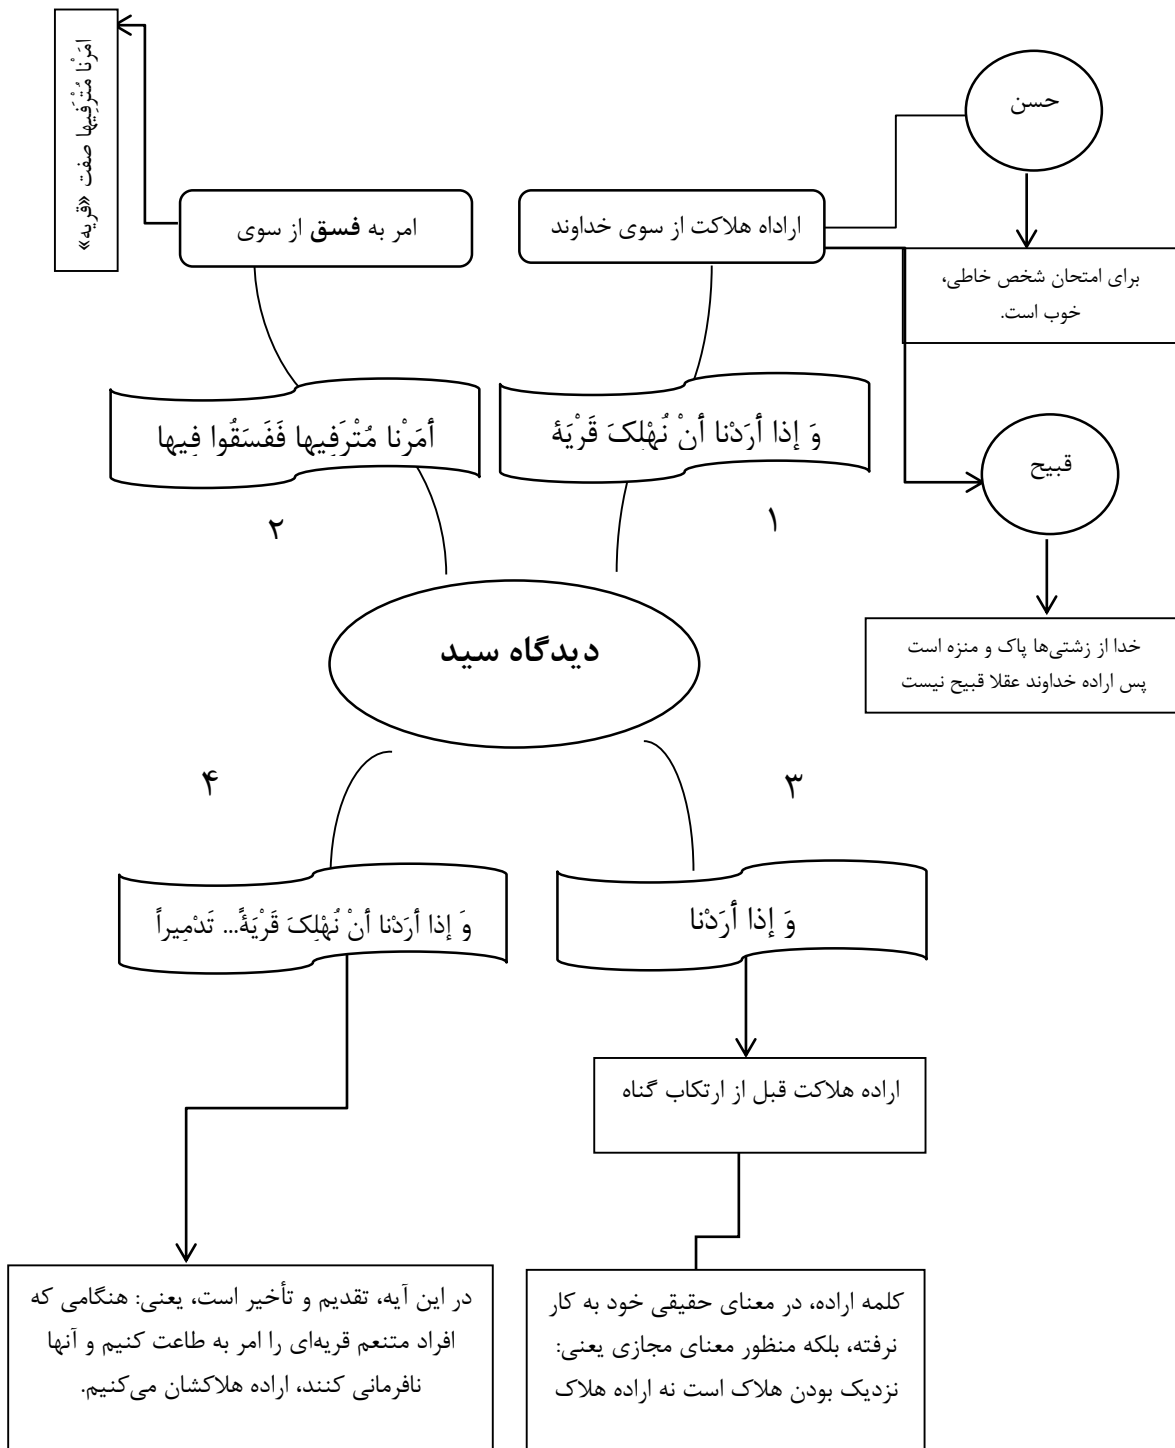 امَرْنا مُتْرَفِیها صفت «قریه»
حسن
اراداه هلاکت از سوی خداوند
امر به فسق از سوی
برای امتحان شخص خاطی،
خوب است.
وَ إِذا أَرَدْنا أَنْ نُهْلِکَ قَرْیَة
أَمَرْنا مُتْرَفِیها فَفَسَقُوا فِیها
قبیح
۱
۲
دیدگاه سید
خدا از زشتی‌ها پاک و منزه است
پس اراده خداوند عقلا قبیح نیست
۳
۴
وَ إِذا أَرَدْنا
وَ إِذا أَرَدْنا أَنْ نُهْلِکَ قَرْیَةً... تَدْمِیراً
اراده هلاکت قبل از ارتکاب گناه
کلمه اراده، در معنای حقیقی خود به کار
نرفته، بلکه منظور معنای مجازی یعنی:
نزدیک بودن هلاک است نه اراده هلاک
در این آیه، تقدیم و تأخیر است، یعنی: هنگامی که
افراد متنعم قریه‌ای را امر به طاعت کنیم و آنها
نافرمانی کنند، اراده هلاکشان می‌کنیم.